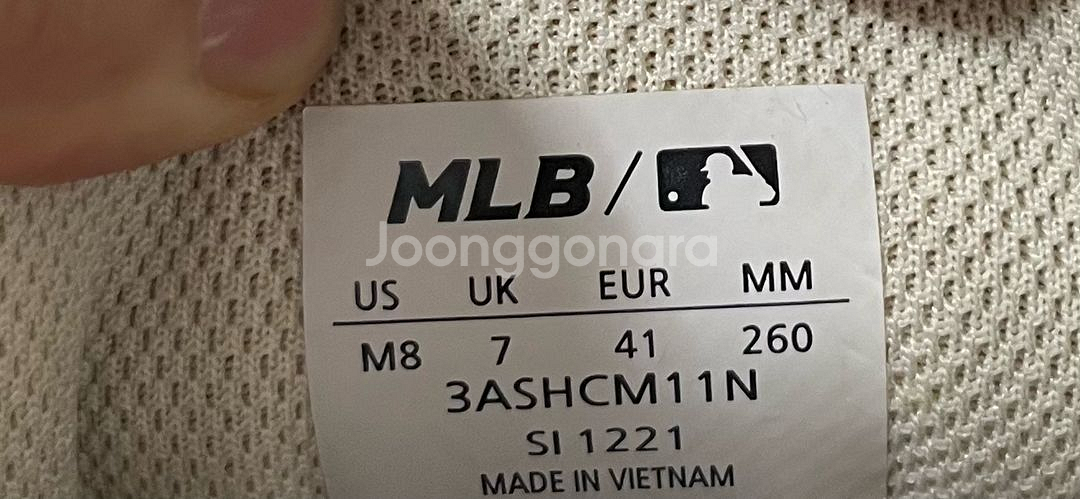 MLB/
Joonggonara
US UK EUR MM
M8 7 41 260
3ASHCM11N
SI 1221
MADE IN VIETNAM